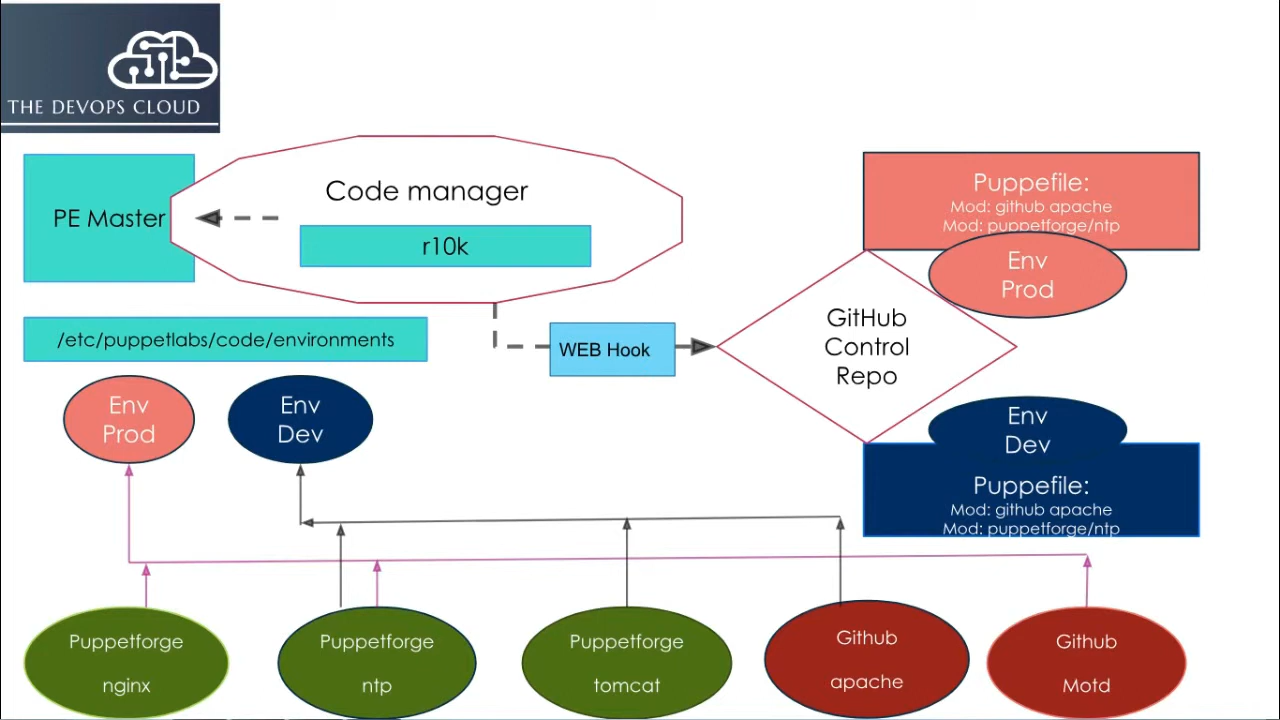 THE DEVOPS CLOUD
PE Master
Code manager
r10k
Puppefile:
Mod: github apache
Mod: puppetforge/ntp
Env
Prod
/etc/puppetlabs/code/environments
WEB Hook
GitHub
Control
Repo
Env
Prod
Env
Dev
Env
Dev
Puppefile:
Mod: github apache
Mod: puppetforge/ntp
Puppetforge
nginx
Puppetforge
ntp
Puppetforge
tomcat
Github
apache
Github
Motd